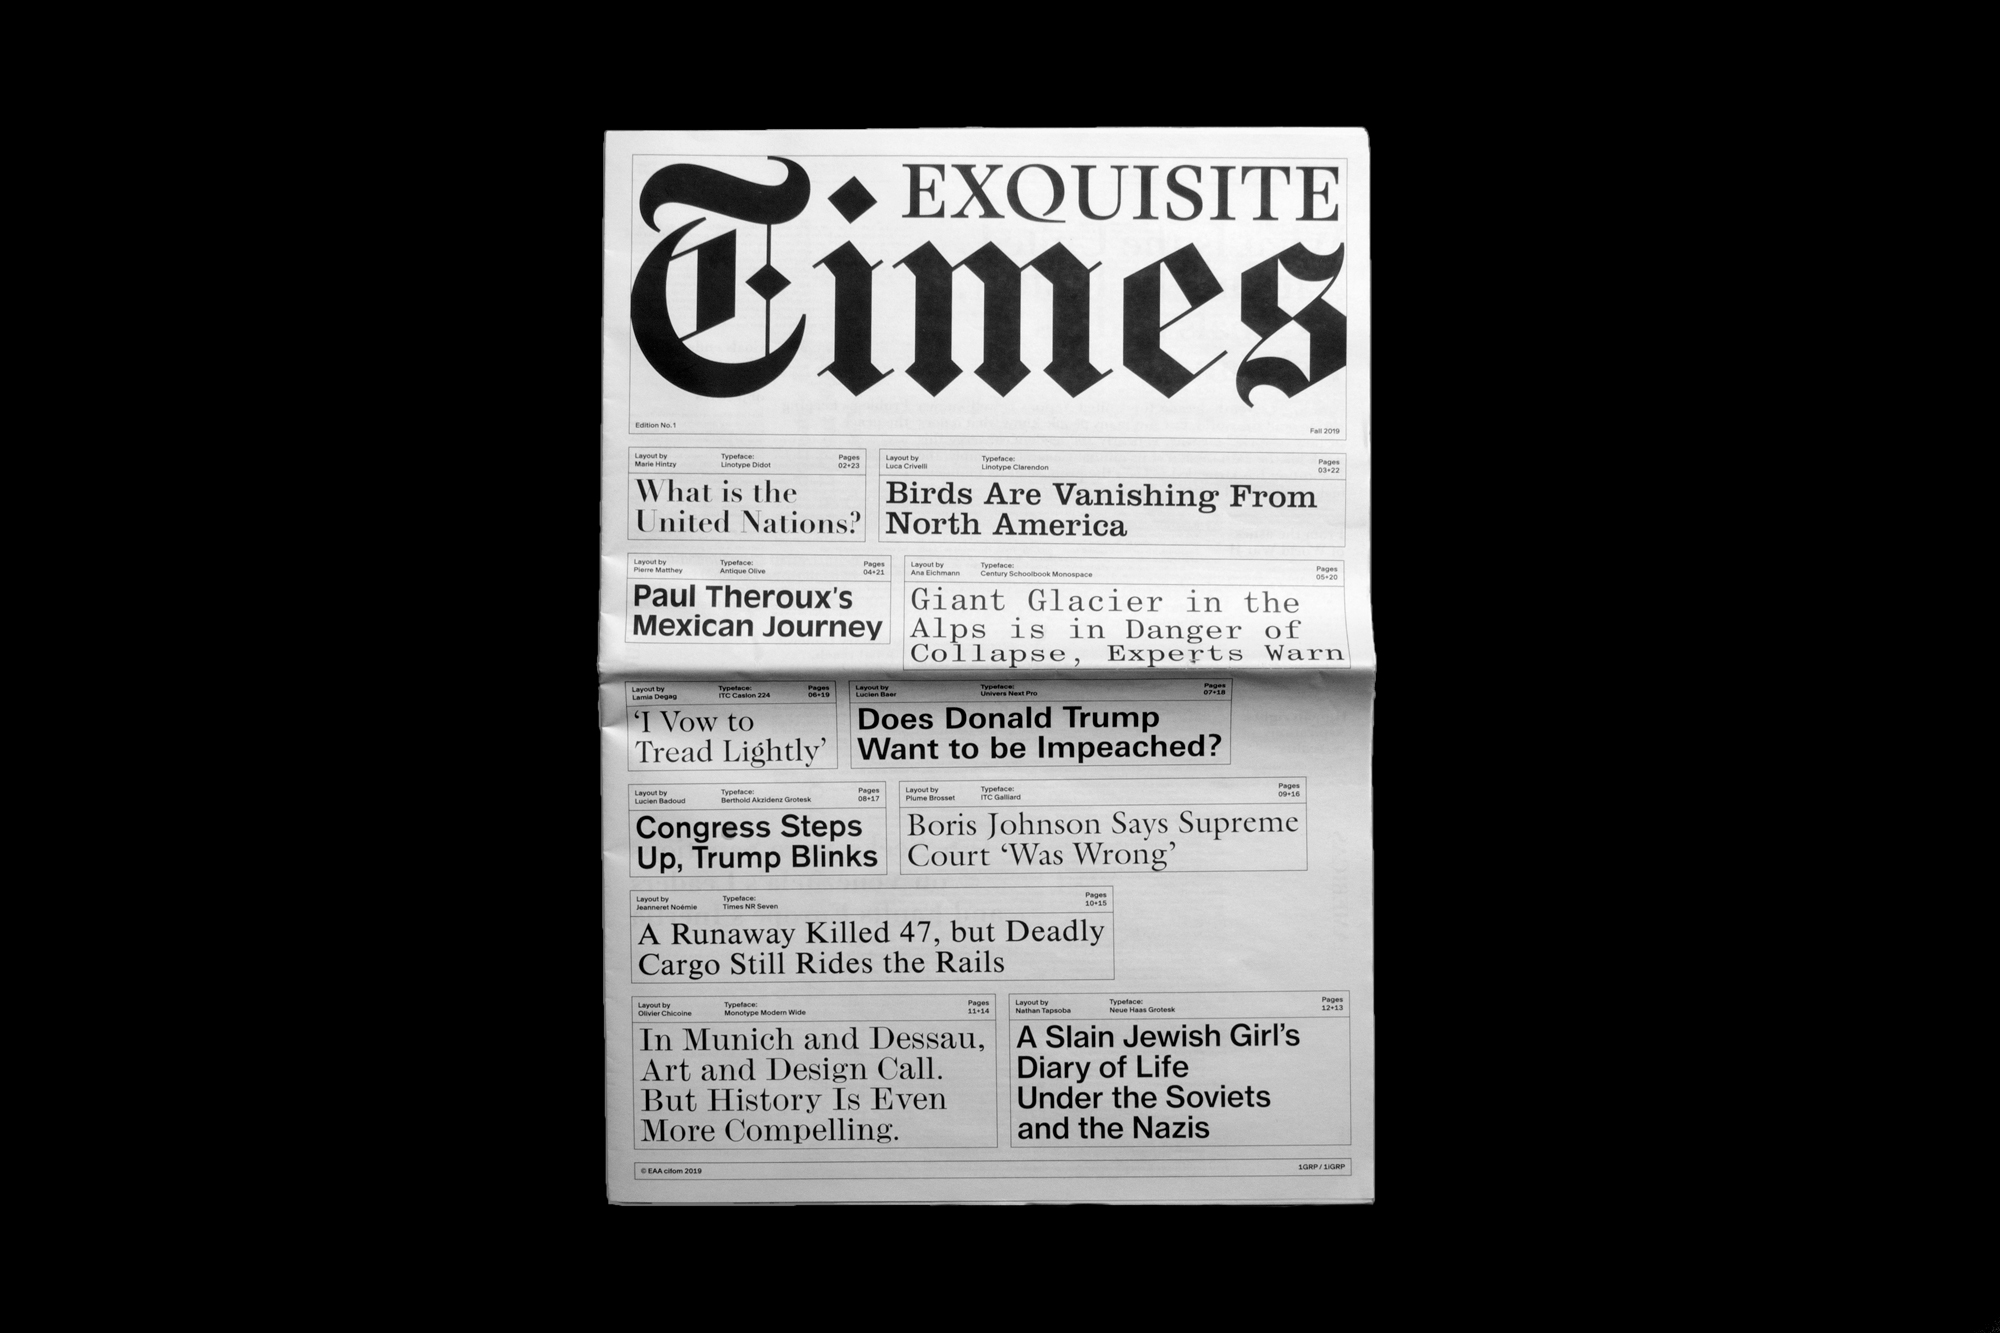 EXQUISITE
Times
Edition No.1
Fall 2019
Layout by
Marie Hintzy
Typeface:
Linotype Didot
Pages
02+23
What is the
United Nations?
Layout by
Luca Crivelli
Typeface:
Linotype Clarendon
Pages
03+22
Birds Are Vanishing From
North America
Layout by
Pierre Matthey
Typeface:
Antique Olive
Pages
04+21
Paul Theroux's
Mexican Journey
Layout by
Ana Eichmann
Typeface:
Century Schoolbook Monospace
Pages
05+20
Giant Glacier in the
Alps is in Danger of
Collapse, Experts Warn
Layout by
Lamia Degag
Typeface:
ITC Caslon 224
Pages
06+19
‘I Vow to
Tread Lightly’
Layout by
Lucien Baer
Typeface:
Univers Next Pro
Pages
07+18
Does Donald Trump
Want to be Impeached?
Layout by
Lucien Badoud
Typeface:
Berthold Akzidenz Grotesk
Pages
08+17
Congress Steps
Up, Trump Blinks
Layout by
Plume Brosset
Typeface:
ITC Galliard
Pages
09+16
Boris Johnson Says Supreme
Court ‘Was Wrong’
Layout by
Jeanneret Noémie
Typeface:
Times NR Seven
Pages
10+15
A Runaway Killed 47, but Deadly
Cargo Still Rides the Rails
Layout by
Olivier Chicoine
Typeface:
Monotype Modern Wide
Pages
11+14
In Munich and Dessau,
Art and Design Call.
But History Is Even
More Compelling.
Layout by
Nathan Tapsoba
Typeface:
Neue Haas Grotesk
Pages
12+13
A Slain Jewish Girl’s
Diary of Life
Under the Soviets
and the Nazis
© EAA cifom 2019
1GRP / 1iGRP